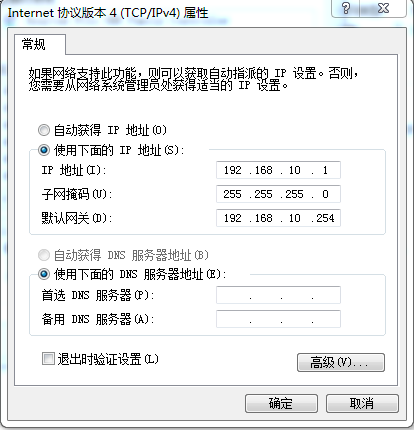 Internet 协议版本 4 (TCP/IPv4) 属性
常规
如果网络支持此功能，则可以获取自动指派的 IP 设置。否则，
您需要从网络系统管理员处获得适当的 IP 设置。
自动获得 IP 地址(O)
使用下面的 IP 地址(S):
IP 地址(I): 192 .168 . 10 . 1
子网掩码(U): 255 .255 .255 . 0
默认网关(D): 192 .168 . 10 .254
自动获得 DNS 服务器地址(B)
使用下面的 DNS 服务器地址(E):
首选 DNS 服务器(P): . . .
备用 DNS 服务器(A): . . .
退出时验证设置(L)
高级(V)...
确定 取消